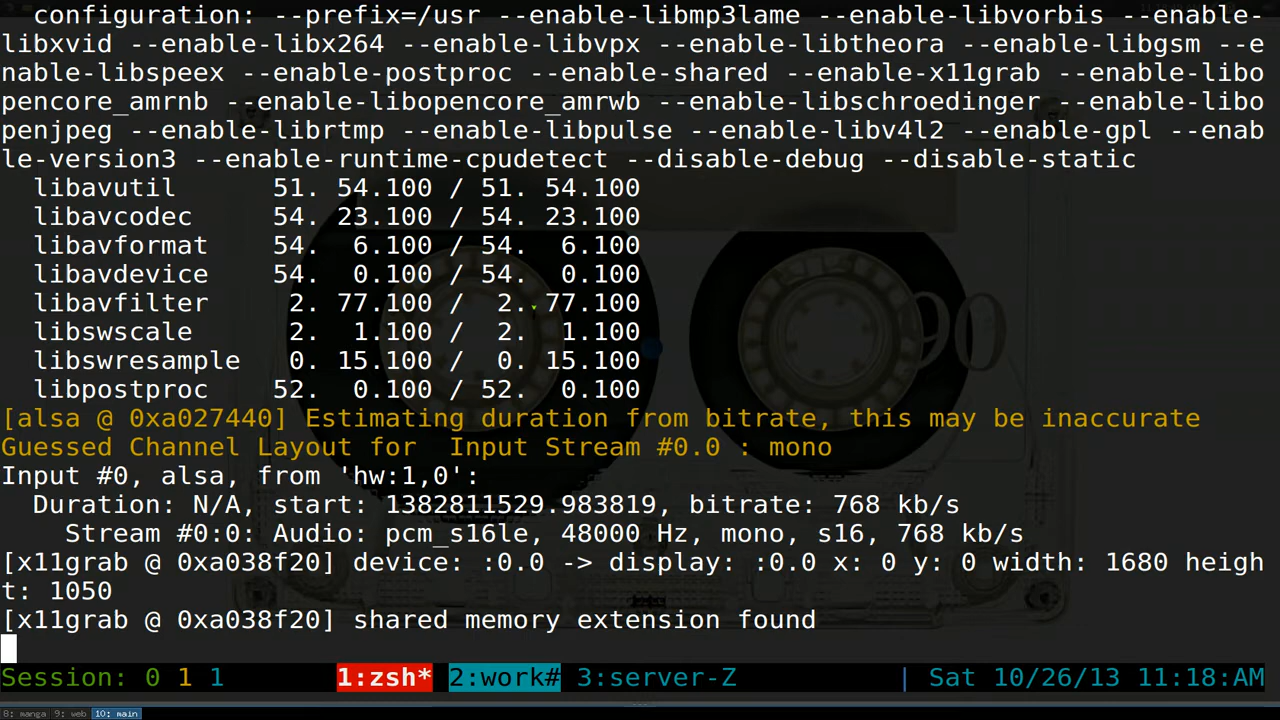 configuration: --prefix=/usr --enable-libmp3lame --enable-libvorbis --enable-
libxvid --enable-libx264 --enable-libvpx --enable-libtheora --enable-libgsm --e
nable-libspeex --enable-postproc --enable-shared --enable-x11grab --enable-libo
pencore_amrnb --enable-libopencore_amrwb --enable-libschroedinger --enable-libo
penjpeg --enable-librtmp --enable-libpulse --enable-libv4l2 --enable-gpl --enab
le-version3 --enable-runtime-cpudetect --disable-debug --disable-static
libavutil      51. 54.100 / 51. 54.100
libavcodec     54. 23.100 / 54. 23.100
libavformat    54.  6.100 / 54.  6.100
libavdevice    54.  0.100 / 54.  0.100
libavfilter     2. 77.100 /  2. 77.100
libswscale      2.  1.100 /  2.  1.100
libswresample   0. 15.100 /  0. 15.100
libpostproc    52.  0.100 / 52.  0.100
[alsa @ 0xa027440] Estimating duration from bitrate, this may be inaccurate
Guessed Channel Layout for  Input Stream #0.0 : mono
Input #0, alsa, from 'hw:1,0':
Duration: N/A, start: 1382811529.983819, bitrate: 768 kb/s
Stream #0:0: Audio: pcm_s16le, 48000 Hz, mono, s16, 768 kb/s
[x11grab @ 0xa038f20] device: :0.0 -> display: :0.0 x: 0 y: 0 width: 1680 heigh
t: 1050
[x11grab @ 0xa038f20] shared memory extension found
Session: 0 1 1 1:zsh* 2:work# 3:server-Z | Sat 10/26/13 11:18:AM
8: manga 9: web 10: main
90